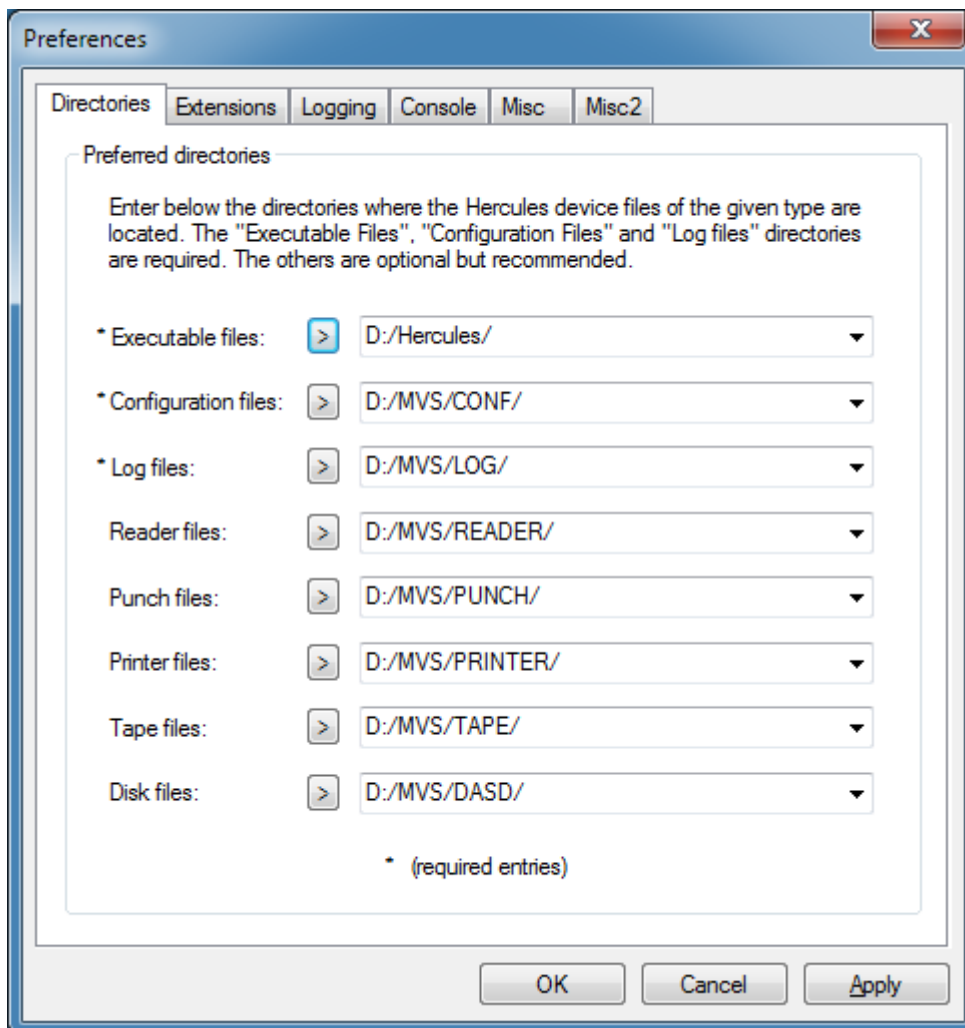 Preferences
Directories Extensions Logging Console Misc Misc2
Preferred directories
Enter below the directories where the Hercules device files of the given type are
located. The "Executable Files", "Configuration Files" and "Log files" directories
are required. The others are optional but recommended.
* Executable files: > D:/Hercules/
* Configuration files: > D:/MVS/CONF/
* Log files: > D:/MVS/LOG/
Reader files: > D:/MVS/READER/
Punch files: > D:/MVS/PUNCH/
Printer files: > D:/MVS/PRINTER/
Tape files: > D:/MVS/TAPE/
Disk files: > D:/MVS/DASD/
* (required entries)
OK Cancel Apply